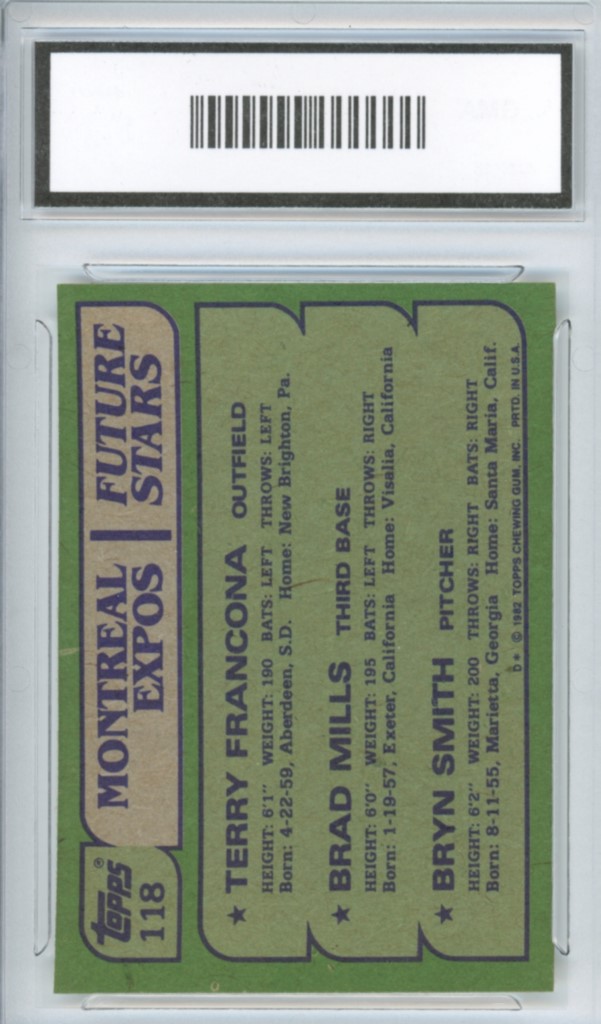 topps®
118
MONTREAL
EXPOS
FUTURE
STARS
★ TERRY FRANCONA OUTFIELD
HEIGHT: 6'1" WEIGHT: 190 BATS: LEFT THROWS: LEFT
Born: 4-22-59, Aberdeen, S.D. Home: New Brighton, Pa.
★ BRAD MILLS THIRD BASE
HEIGHT: 6'0" WEIGHT: 195 BATS: LEFT THROWS: RIGHT
Born: 1-19-57, Exeter, California Home: Visalia, California
★ BRYN SMITH PITCHER
HEIGHT: 6'2" WEIGHT: 200 THROWS: RIGHT BATS: RIGHT
Born: 8-11-55, Marietta, Georgia Home: Santa Maria, Calif.
D* © 1982 TOPPS CHEWING GUM, INC. PRTD. IN U.S.A.